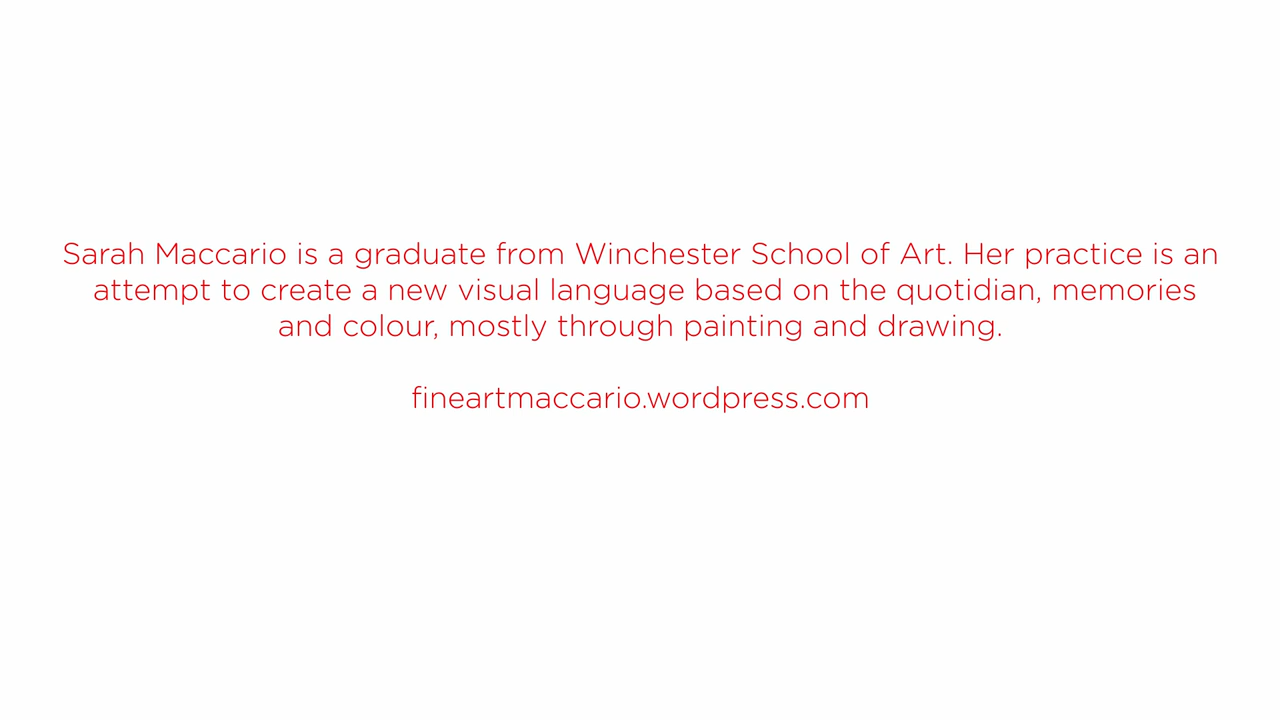 Sarah Maccario is a graduate from Winchester School of Art. Her practice is an
attempt to create a new visual language based on the quotidian, memories
and colour, mostly through painting and drawing.
fineartmaccario.wordpress.com